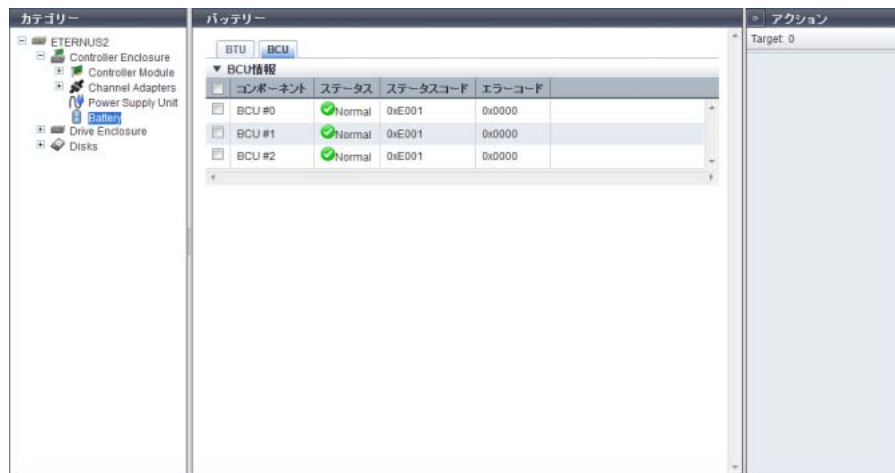 カテゴリー
ETERNUS2
Controller Enclosure
Controller Module
Channel Adapters
Power Supply Unit
Battery
Drive Enclosure
Disks
バッテリー
BTU BCU
▼ BCU情報
コンポーネント ステータス ステータスコード エラーコード
BCU #0 Normal 0xE001 0x0000
BCU #1 Normal 0xE001 0x0000
BCU #2 Normal 0xE001 0x0000
» アクション
Target: 0